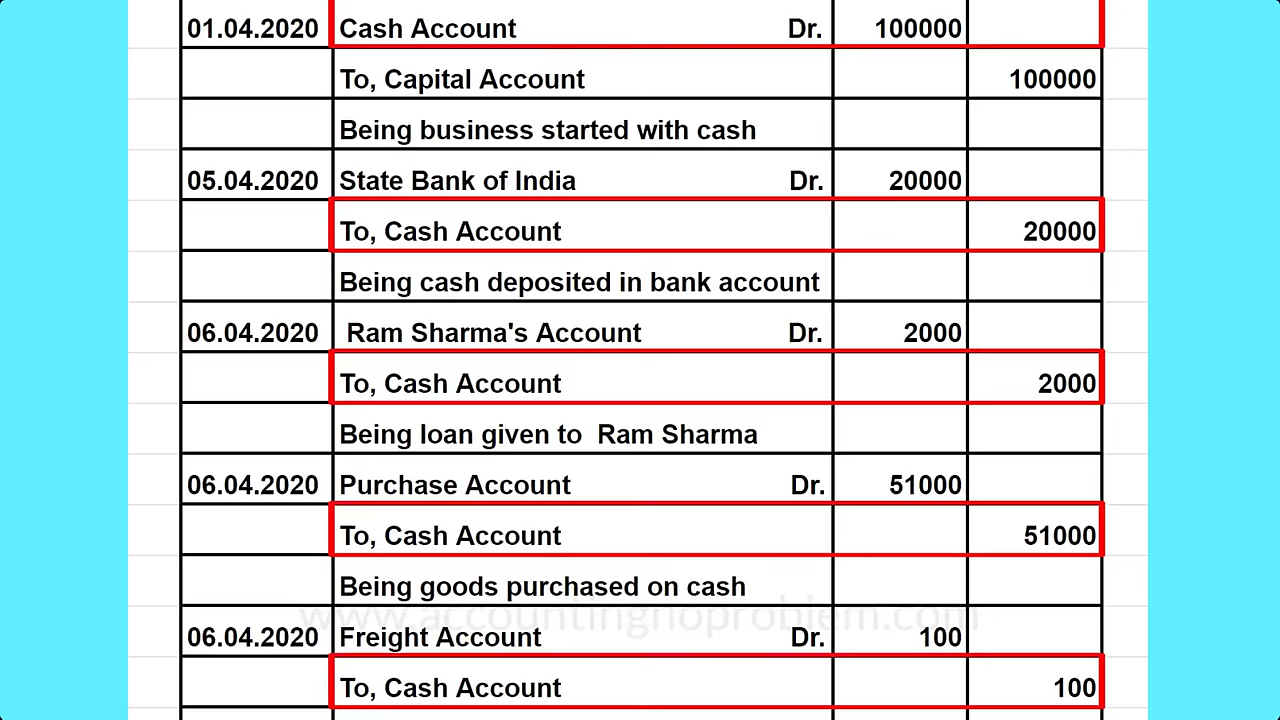 01.04.2020 Cash Account Dr. 100000
To, Capital Account 100000
Being business started with cash
05.04.2020 State Bank of India Dr. 20000
To, Cash Account 20000
Being cash deposited in bank account
06.04.2020 Ram Sharma's Account Dr. 2000
To, Cash Account 2000
Being loan given to Ram Sharma
06.04.2020 Purchase Account Dr. 51000
To, Cash Account 51000
Being goods purchased on cash
www.accountingnoproblem.com
06.04.2020 Freight Account Dr. 100
To, Cash Account 100